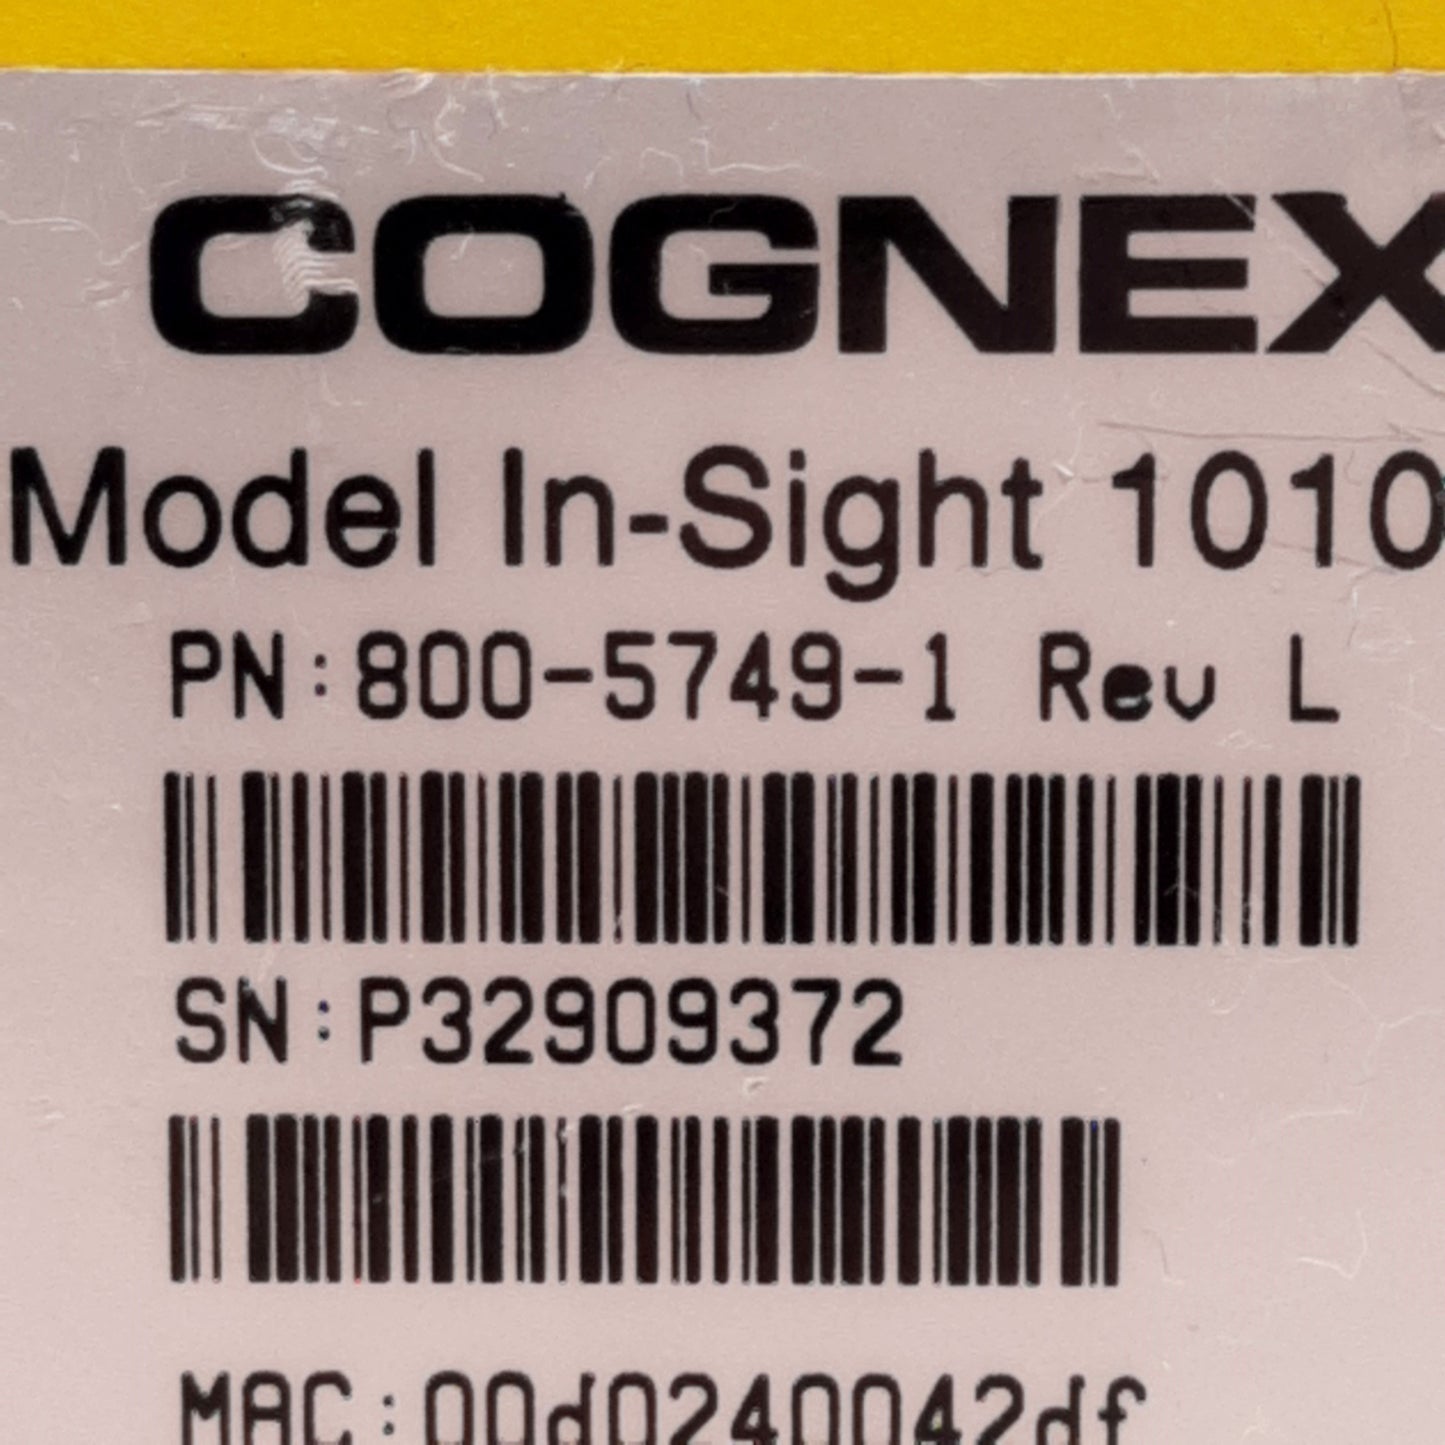 COGNEX
Model In-Sight 1010
PN:800-5749-1 Rev L
SN:P32909372
MAC:00d0240042df